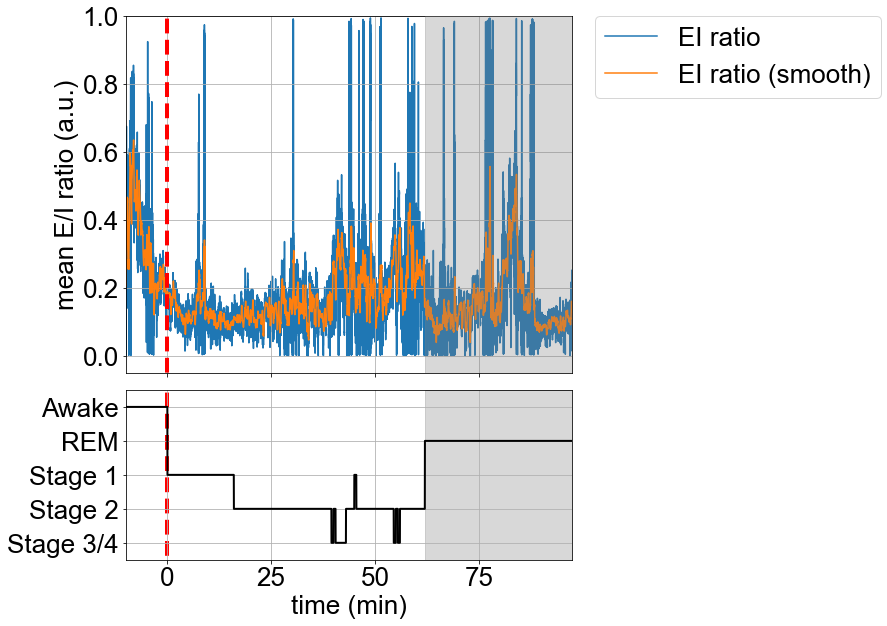 mean E/I ratio (a.u.)
1.0
0.8
0.6
0.4
0.2
0.0
EI ratio
EI ratio (smooth)
Awake
REM
Stage 1
Stage 2
Stage 3/4
0 25 50 75
time (min)